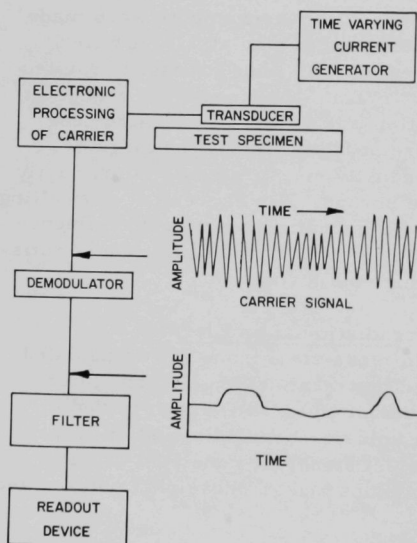 TIME VARYING
CURRENT
GENERATOR
ELECTRONIC
PROCESSING
OF CARRIER
TRANSDUCER
TEST SPECIMEN
TIME
AMPLITUDE
CARRIER SIGNAL
DEMODULATOR
AMPLITUDE
TIME
FILTER
READOUT
DEVICE